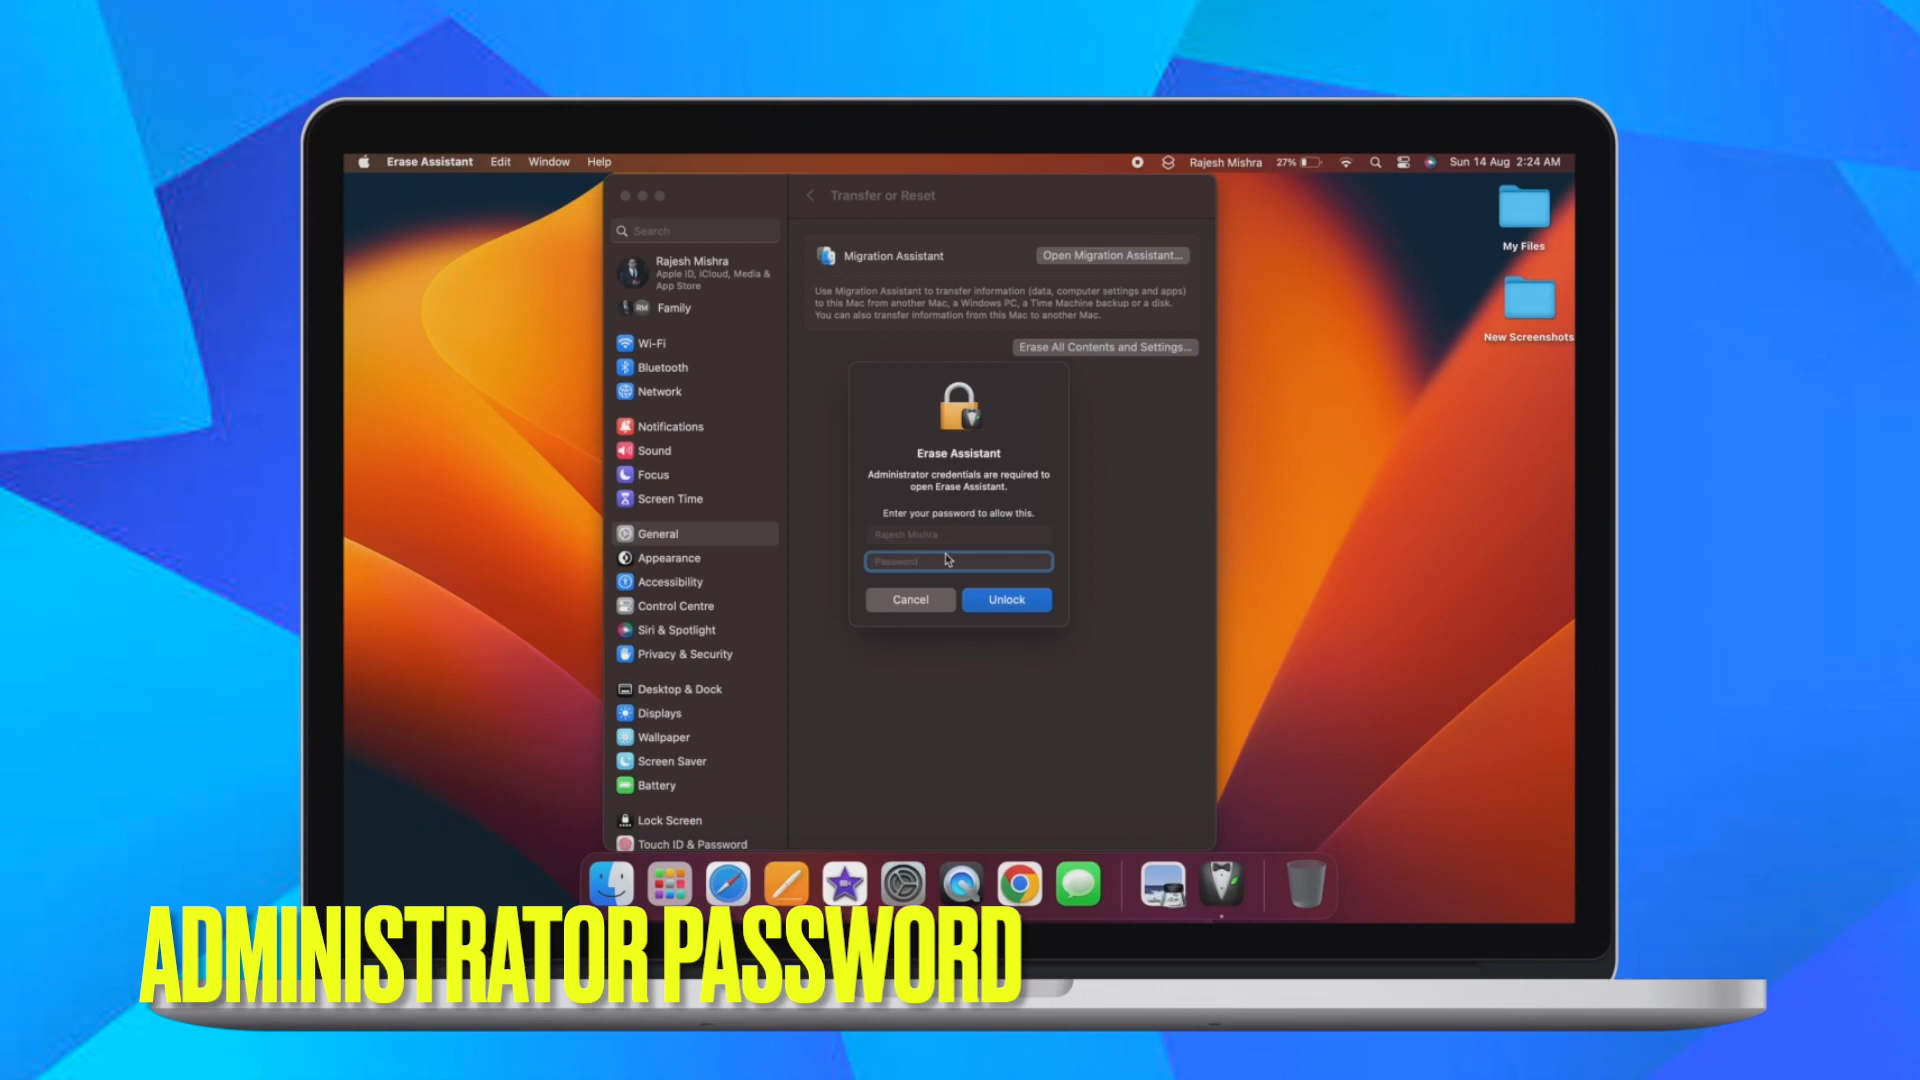 Erase Assistant Edit Window Help Rajesh Mishra 27% Sun 14 Aug 2:24 AM
Transfer or Reset
Search
Rajesh Mishra
Apple ID, iCloud, Media &
App Store
RM Family
Wi-Fi
Bluetooth
Network
Notifications
Sound
Focus
Screen Time
General
Appearance
Accessibility
Control Centre
Siri & Spotlight
Privacy & Security
Desktop & Dock
Displays
Wallpaper
Screen Saver
Battery
Lock Screen
Touch ID & Password
Migration Assistant Open Migration Assistant...
Use Migration Assistant to transfer information (data, computer settings and apps)
to this Mac from another Mac, a Windows PC, a Time Machine backup or a disk.
You can also transfer information from this Mac to another Mac.
Erase All Contents and Settings...
Erase Assistant
Administrator credentials are required to
open Erase Assistant.
Enter your password to allow this.
Rajesh Mishra
Password
Cancel Unlock
My Files
New Screenshots
ADMINISTRATOR PASSWORD